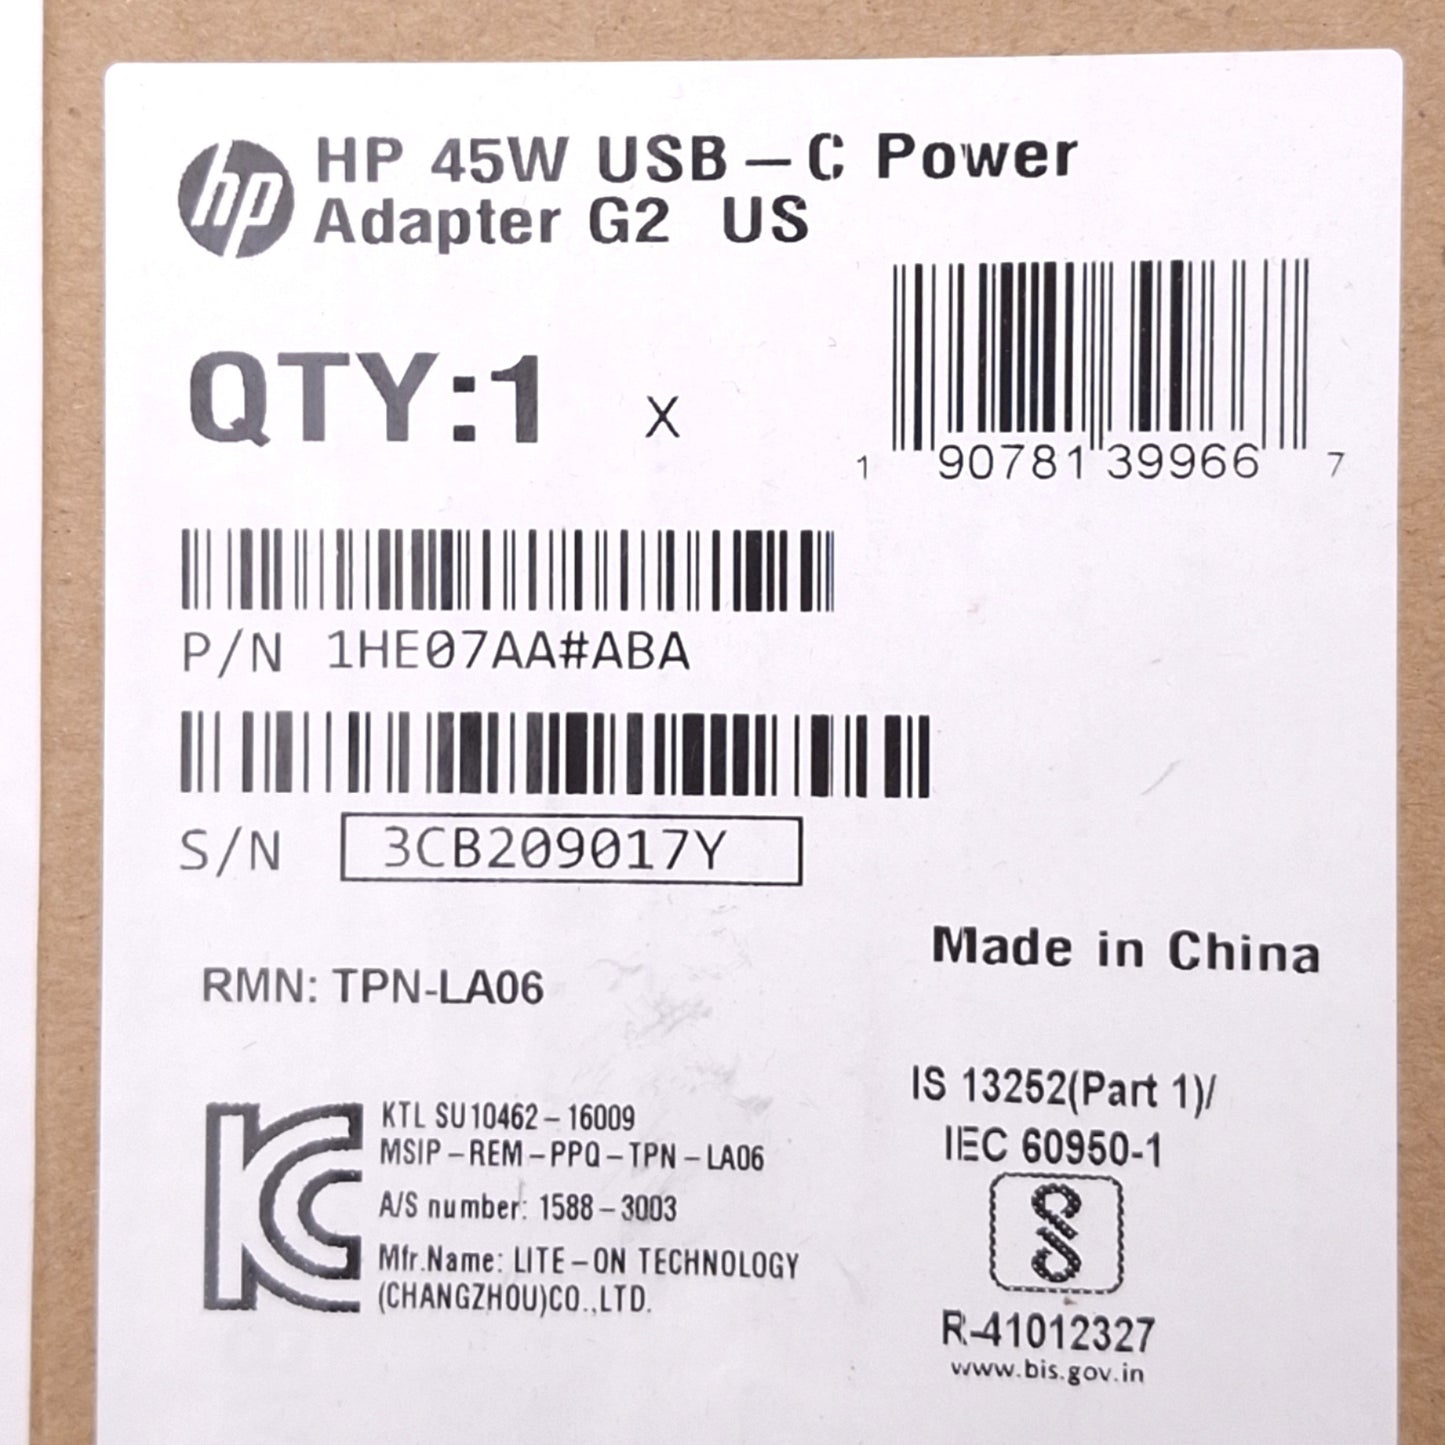 hp
HP 45W USB-C Power
Adapter G2 US
QTY:1 X
1 90781 39966 7
P/N 1HE07AA#ABA
S/N 3CB209017Y
Made in China
RMN: TPN-LA06
IS 13252(Part 1)/
IEC 60950-1
KC
KTL SU10462-16009
MSIP-REM-PPQ-TPN-LA06
A/S number: 1588-3003
Mfr.Name: LITE-ON TECHNOLOGY
(CHANGZHOU)CO.,LTD.
R-41012327
www.bis.gov.in